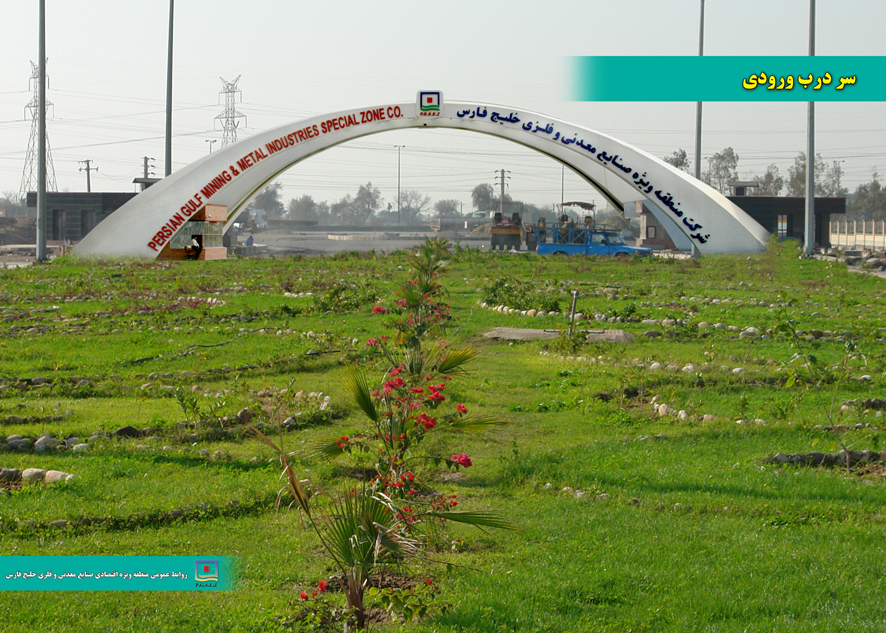 سر درب ورودی
PERSIAN GULF MINING & METAL INDUSTRIES SPECIAL ZONE CO.
شرکت منطقه ویژه صنایع معدنی و فلزی خلیج فارس
روابط عمومی منطقه ویژه اقتصادی صنایع معدنی و فلزی خلیج فارس